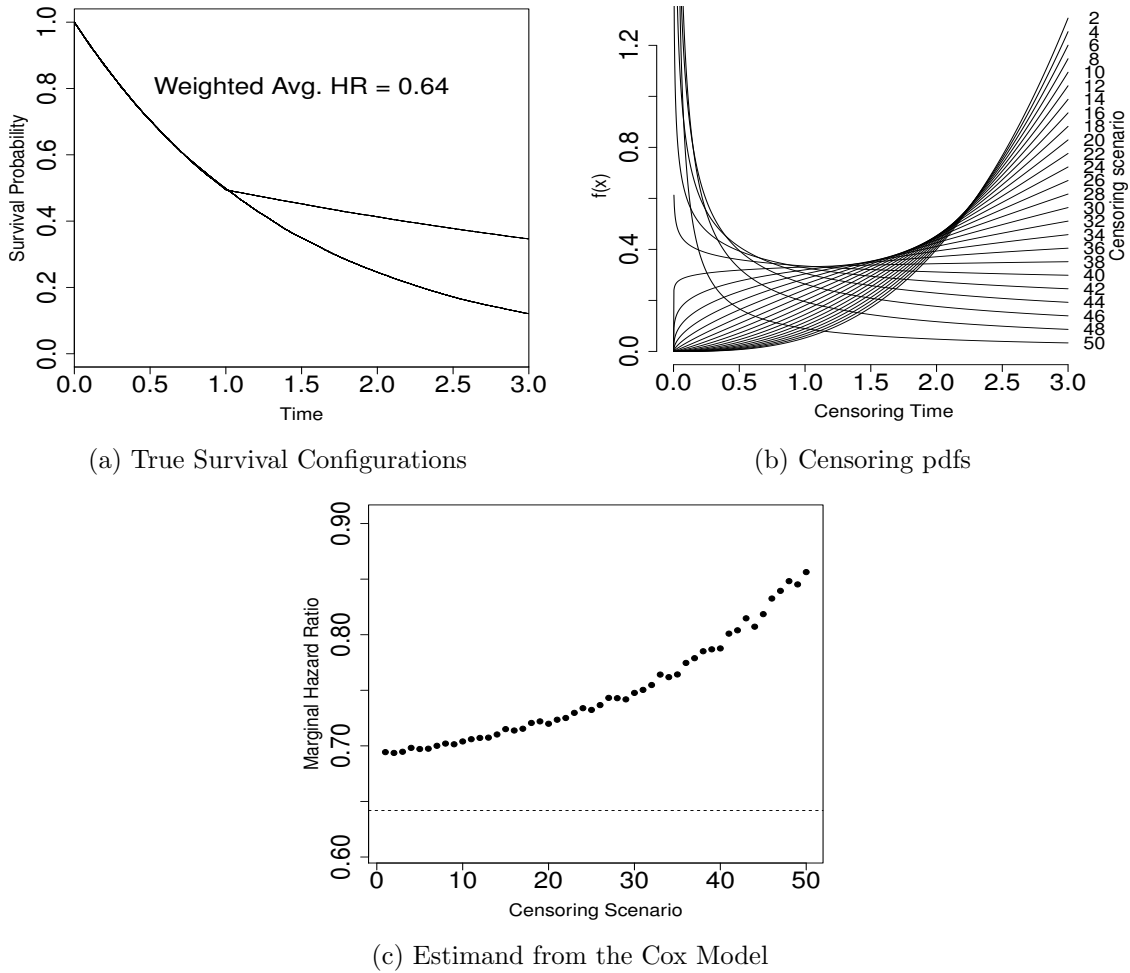 Survival Probability
0.0 0.2 0.4 0.6 0.8 1.0
Weighted Avg. HR = 0.64
0.0 0.5 1.0 1.5 2.0 2.5 3.0
Time
(a) True Survival Configurations
f(x)
0.0 0.4 0.8 1.2
0.0 0.5 1.0 1.5 2.0 2.5 3.0
Censoring Time
2
4
6
8
10
12
14
16
18
20
22
24
26
28
30
32
34
36
38
40
42
44
46
48
50
Censoring scenario
(b) Censoring pdfs
Marginal Hazard Ratio
0.60 0.70 0.80 0.90
0 10 20 30 40 50
Censoring Scenario
(c) Estimand from the Cox Model